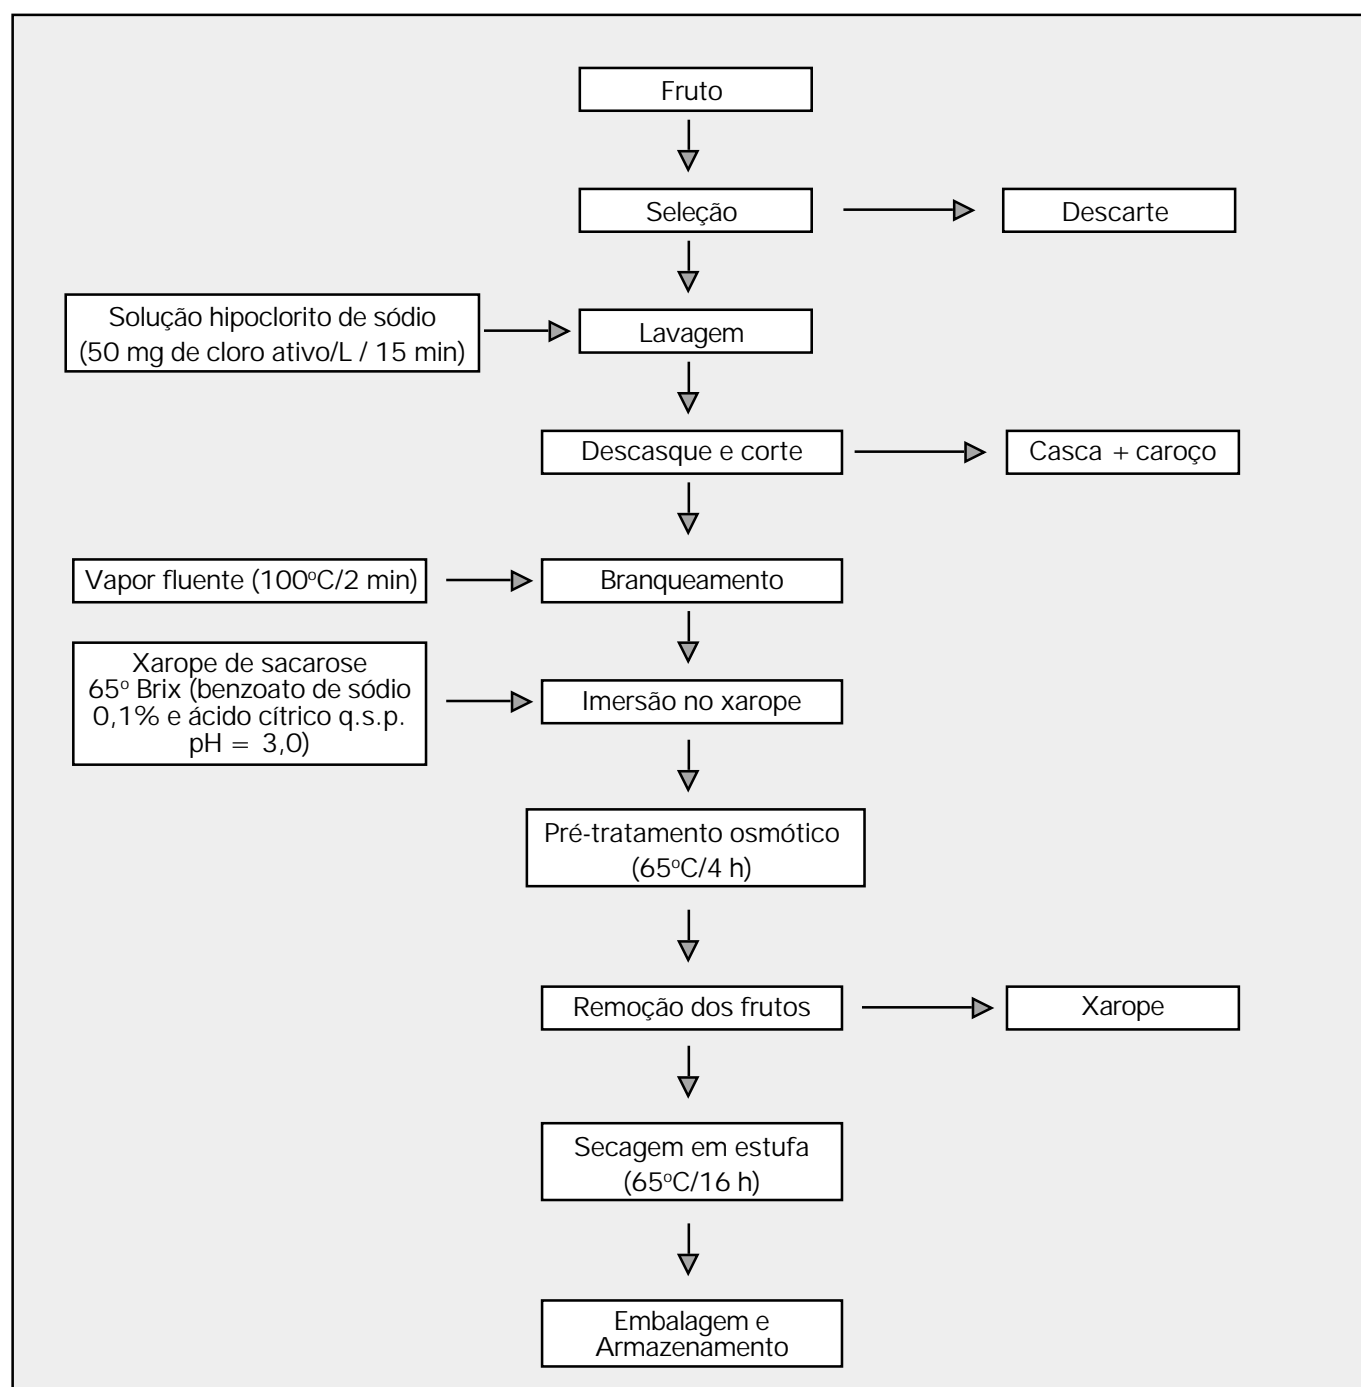 Fruto
Seleção
Descarte
Solução hipoclorito de sódio
(50 mg de cloro ativo/L / 15 min)
Lavagem
Descasque e corte
Casca + caroço
Vapor fluente (100ºC/2 min)
Branqueamento
Xarope de sacarose
65º Brix (benzoato de sódio
0,1% e ácido cítrico q.s.p.
pH = 3,0)
Imersão no xarope
Pré-tratamento osmótico
(65ºC/4 h)
Remoção dos frutos
Xarope
Secagem em estufa
(65ºC/16 h)
Embalagem e
Armazenamento